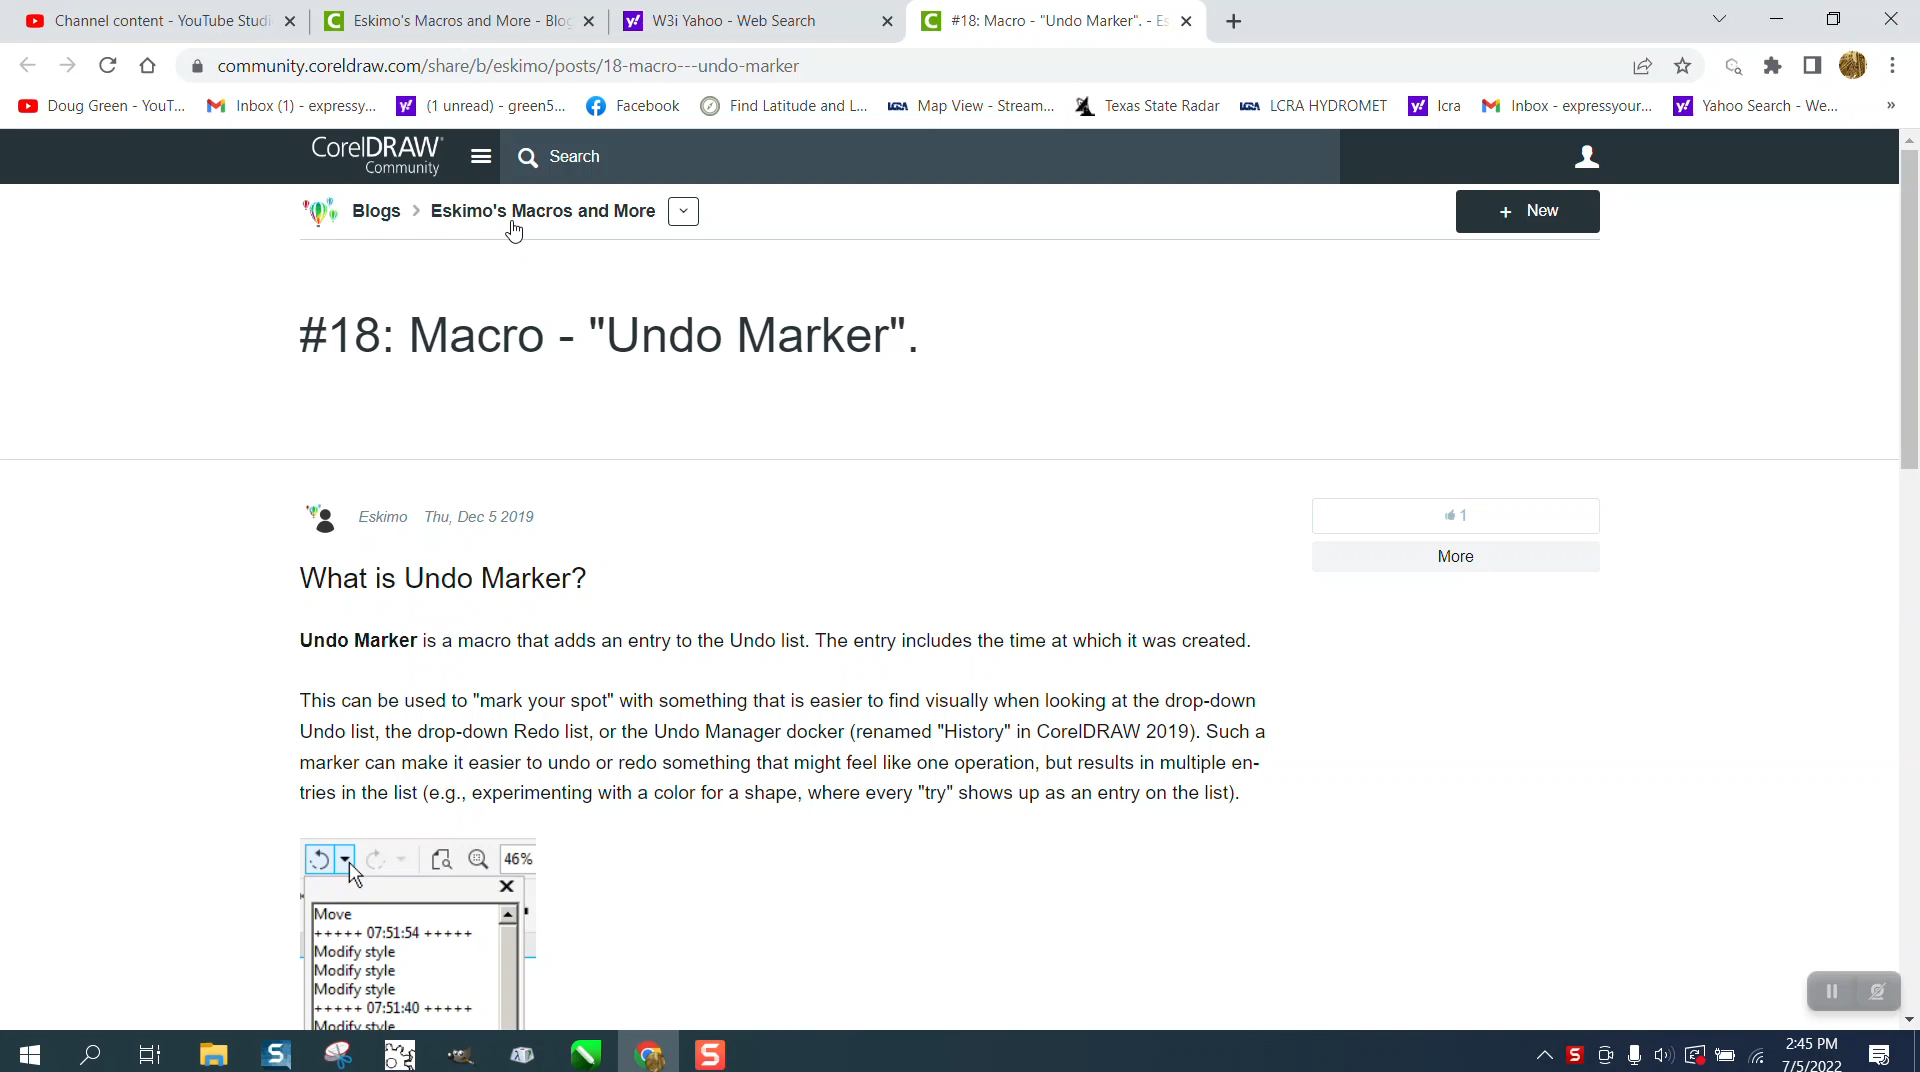 Channel content - YouTube Studi
Eskimo's Macros and More - Blog
W3i Yahoo - Web Search
#18: Macro - "Undo Marker". - Es
community.coreldraw.com/share/b/eskimo/posts/18-macro---undo-marker
Doug Green - YouT...
Inbox (1) - expressy...
(1 unread) - green5...
Facebook
Find Latitude and L...
LCRA Map View - Stream...
Texas State Radar
LCRA LCRA HYDROMET
lcra
Inbox - expressyour...
Yahoo Search - We...
»
CorelDRAW
Community
Search
Blogs > Eskimo's Macros and More
+ New
#18: Macro - "Undo Marker".
Eskimo Thu, Dec 5 2019
1
More
What is Undo Marker?
Undo Marker is a macro that adds an entry to the Undo list. The entry includes the time at which it was created.
This can be used to "mark your spot" with something that is easier to find visually when looking at the drop-down
Undo list, the drop-down Redo list, or the Undo Manager docker (renamed "History" in CorelDRAW 2019). Such a
marker can make it easier to undo or redo something that might feel like one operation, but results in multiple en-
tries in the list (e.g., experimenting with a color for a shape, where every "try" shows up as an entry on the list).
46%
Move
+++++ 07:51:54 +++++
Modify style
Modify style
Modify style
+++++ 07:51:40 +++++
Modify style
2:45 PM
7/5/2022